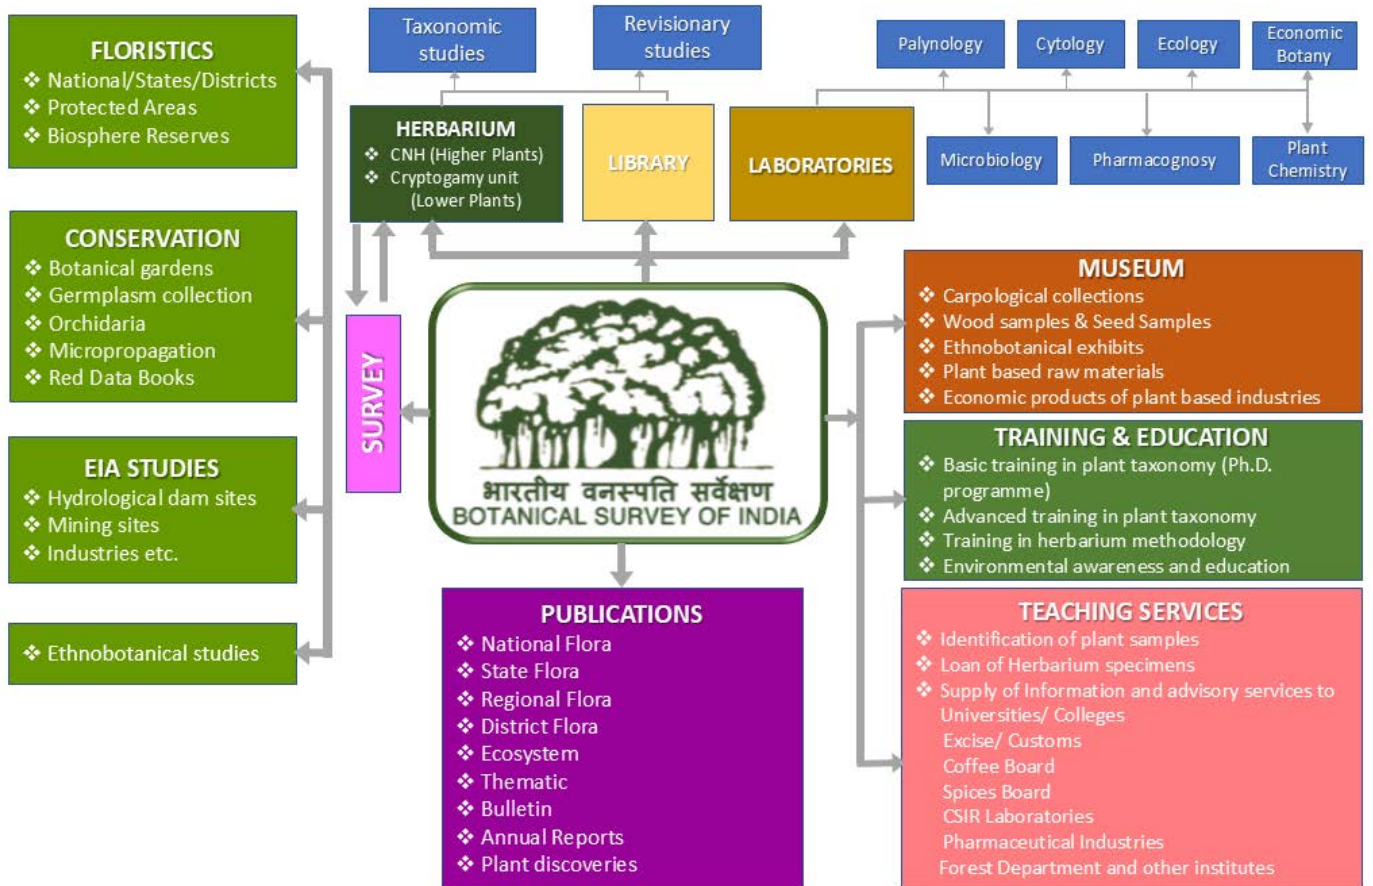 FLORISTICS
❖ National/States/Districts
❖ Protected Areas
❖ Biosphere Reserves
CONSERVATION
❖ Botanical gardens
❖ Germplasm collection
❖ Orchidaria
❖ Micropropagation
❖ Red Data Books
EIA STUDIES
❖ Hydrological dam sites
❖ Mining sites
❖ Industries etc.
❖ Ethnobotanical studies
Taxonomic
studies
Revisionary
studies
HERBARIUM
❖ CNH (Higher Plants)
❖ Cryptogamy unit
(Lower Plants)
LIBRARY
LABORATORIES
Palynology
Cytology
Ecology
Economic
Botany
Microbiology
Pharmacognosy
Plant
Chemistry
SURVEY
भारतीय वनस्पति सर्वेक्षण
BOTANICAL SURVEY OF INDIA
PUBLICATIONS
❖ National Flora
❖ State Flora
❖ Regional Flora
❖ District Flora
❖ Ecosystem
❖ Thematic
❖ Bulletin
❖ Annual Reports
❖ Plant discoveries
MUSEUM
❖ Carpological collections
❖ Wood samples & Seed Samples
❖ Ethnobotanical exhibits
❖ Plant based raw materials
❖ Economic products of plant based industries
TRAINING & EDUCATION
❖ Basic training in plant taxonomy (Ph.D.
programme)
❖ Advanced training in plant taxonomy
❖ Training in herbarium methodology
❖ Environmental awareness and education
TEACHING SERVICES
❖ Identification of plant samples
❖ Loan of Herbarium specimens
❖ Supply of Information and advisory services to
Universities/ Colleges
Excise/ Customs
Coffee Board
Spices Board
CSIR Laboratories
Pharmaceutical Industries
Forest Department and other institutes